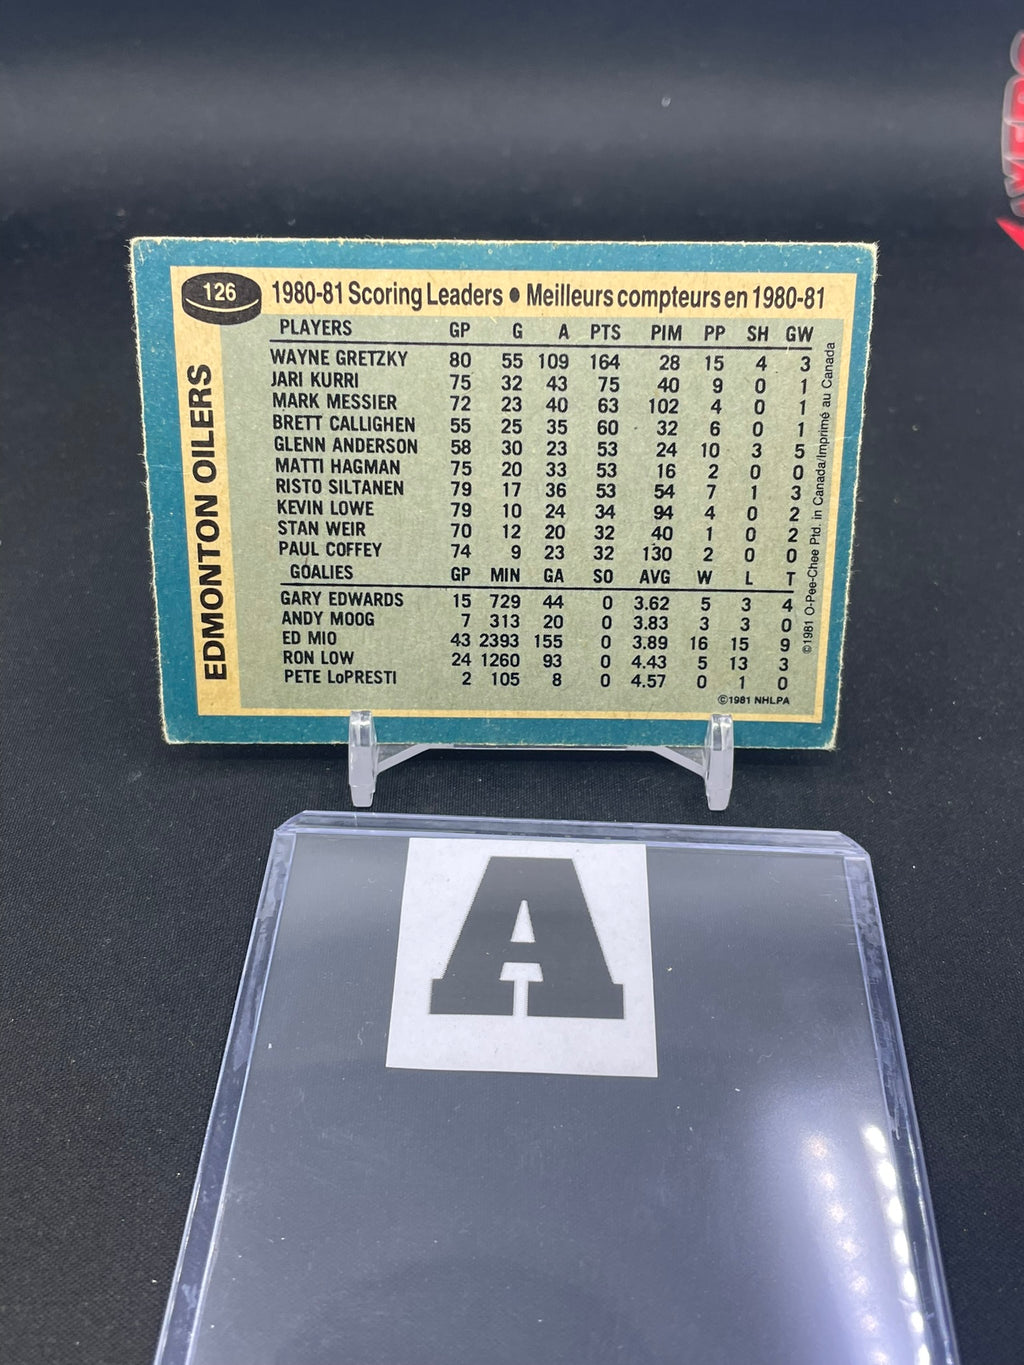 126
1980-81 Scoring Leaders • Meilleurs compteurs en 1980-81
EDMONTON OILERS
PLAYERS GP G A PTS PIM PP SH GW
WAYNE GRETZKY 80 55 109 164 28 15 4 3
JARI KURRI 75 32 43 75 40 9 0 1
MARK MESSIER 72 23 40 63 102 4 0 1
BRETT CALLIGHEN 55 25 35 60 32 6 0 1
GLENN ANDERSON 58 30 23 53 24 10 3 5
MATTI HAGMAN 75 20 33 53 16 2 0 0
RISTO SILTANEN 79 17 36 53 54 7 1 3
KEVIN LOWE 79 10 24 34 94 4 0 2
STAN WEIR 70 12 20 32 40 1 0 2
PAUL COFFEY 74 9 23 32 130 2 0 0
GOALIES GP MIN GA SO AVG W L T
GARY EDWARDS 15 729 44 0 3.62 5 3 4
ANDY MOOG 7 313 20 0 3.83 3 3 0
ED MIO 43 2393 155 0 3.89 16 15 9
RON LOW 24 1260 93 0 4.43 5 13 3
PETE LoPRESTI 2 105 8 0 4.57 0 1 0
©1981 NHLPA
©1981 O-Pee-Chee Ptd. in Canada/Imprimé au Canada
A